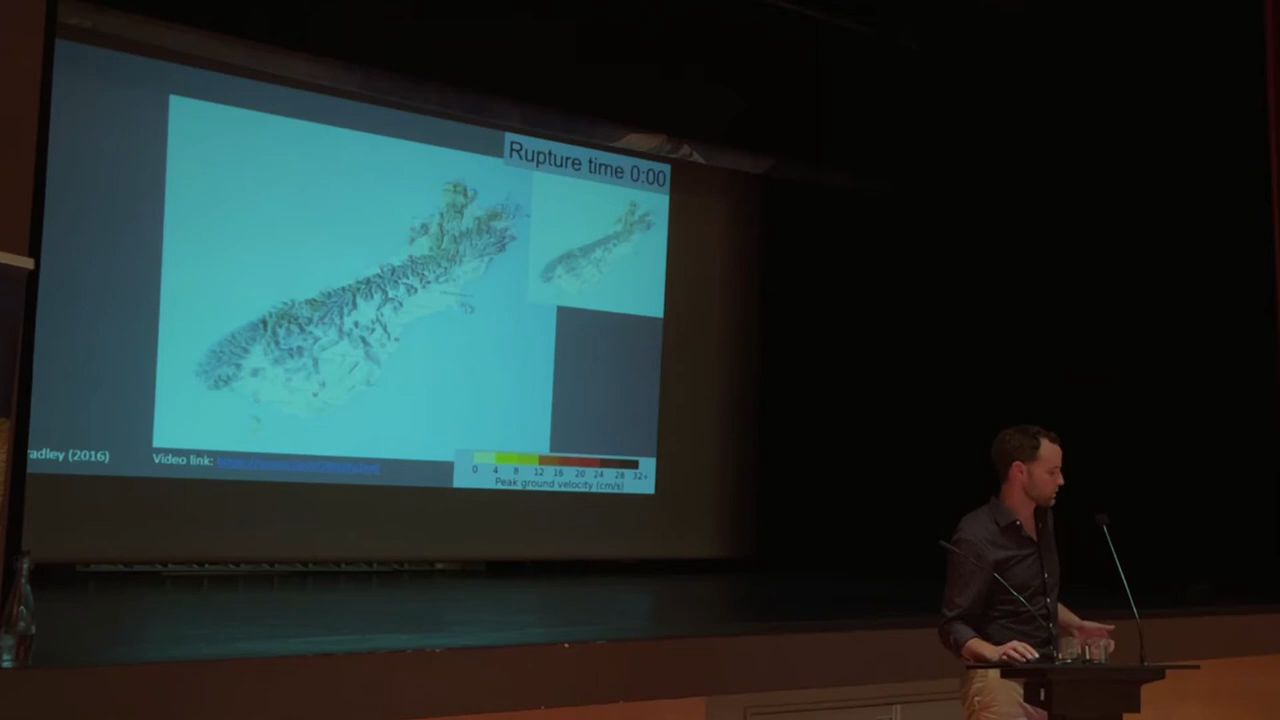 Rupture time 0:00
radley (2016)
Video link:
0 4 8 12 16 20 24 28 32+
Peak ground velocity (cm/s)